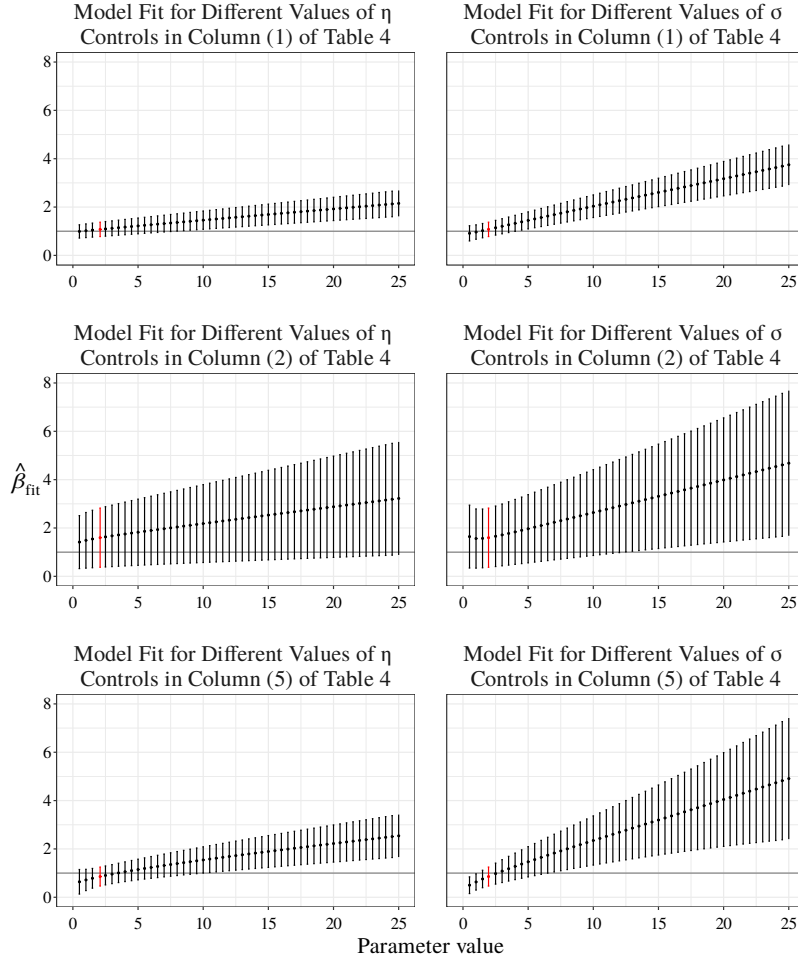 Model Fit for Different Values of η
Controls in Column (1) of Table 4
Model Fit for Different Values of σ
Controls in Column (1) of Table 4
8
6
4
2
0
0 5 10 15 20 25
0 5 10 15 20 25
Model Fit for Different Values of η
Controls in Column (2) of Table 4
Model Fit for Different Values of σ
Controls in Column (2) of Table 4
8
6
4
2
0
β̂fit
0 5 10 15 20 25
0 5 10 15 20 25
Model Fit for Different Values of η
Controls in Column (5) of Table 4
Model Fit for Different Values of σ
Controls in Column (5) of Table 4
8
6
4
2
0
0 5 10 15 20 25
0 5 10 15 20 25
Parameter value